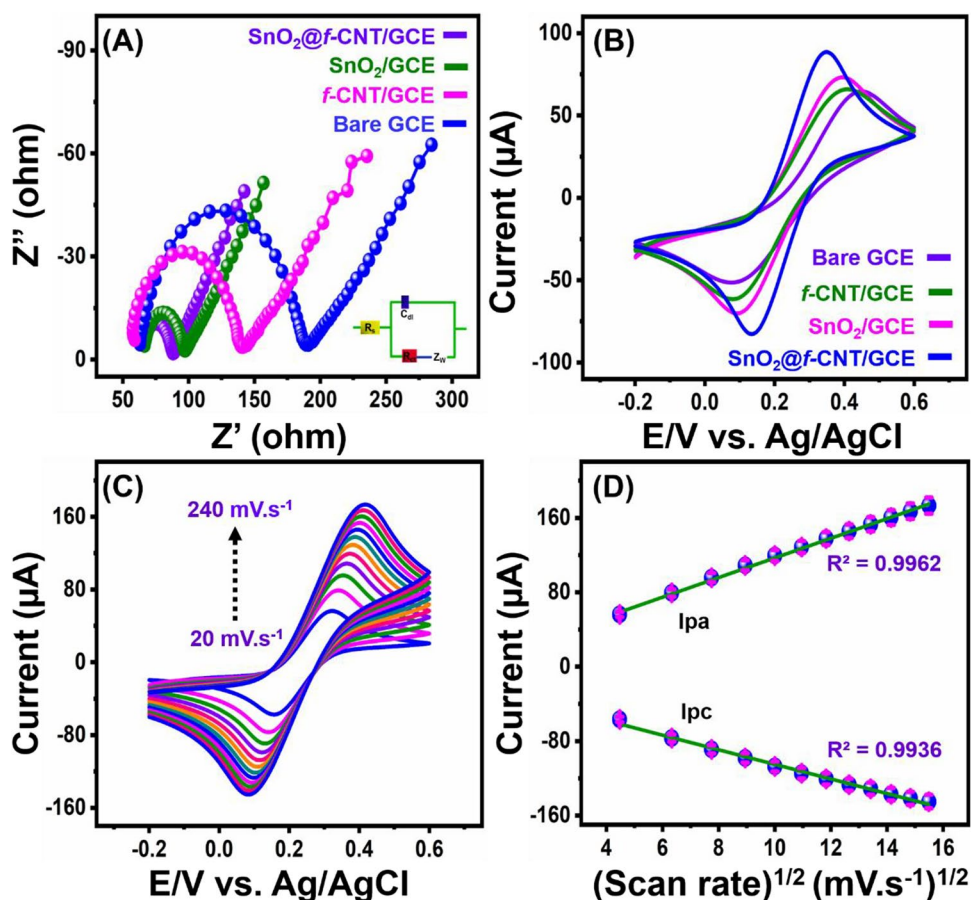 (A)
SnO₂@f-CNT/GCE
SnO₂/GCE
f-CNT/GCE
Bare GCE
-90
-60
-30
0
Z’’ (ohm)
Rs
Cdl
Zw
50 100 150 200 250 300
Z’ (ohm)
(B)
100
50
0
-50
-100
Current (µA)
Bare GCE
f-CNT/GCE
SnO₂/GCE
SnO₂@f-CNT/GCE
-0.2 0.0 0.2 0.4 0.6
E/V vs. Ag/AgCl
(C)
240 mV.s⁻¹
20 mV.s⁻¹
160
80
0
-80
-160
Current (µA)
-0.2 0.0 0.2 0.4 0.6
E/V vs. Ag/AgCl
(D)
160
80
0
-80
-160
Current (µA)
R² = 0.9962
Ipa
Ipc
R² = 0.9936
4 6 8 10 12 14 16
(Scan rate)¹/² (mV.s⁻¹)¹/²